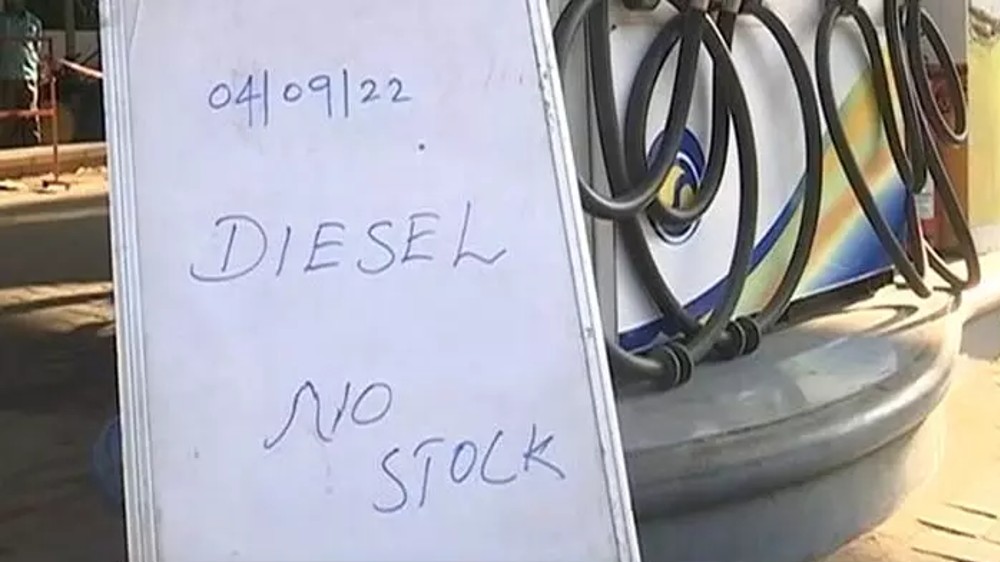 04/09/22
DIESEL
NO
STOCK